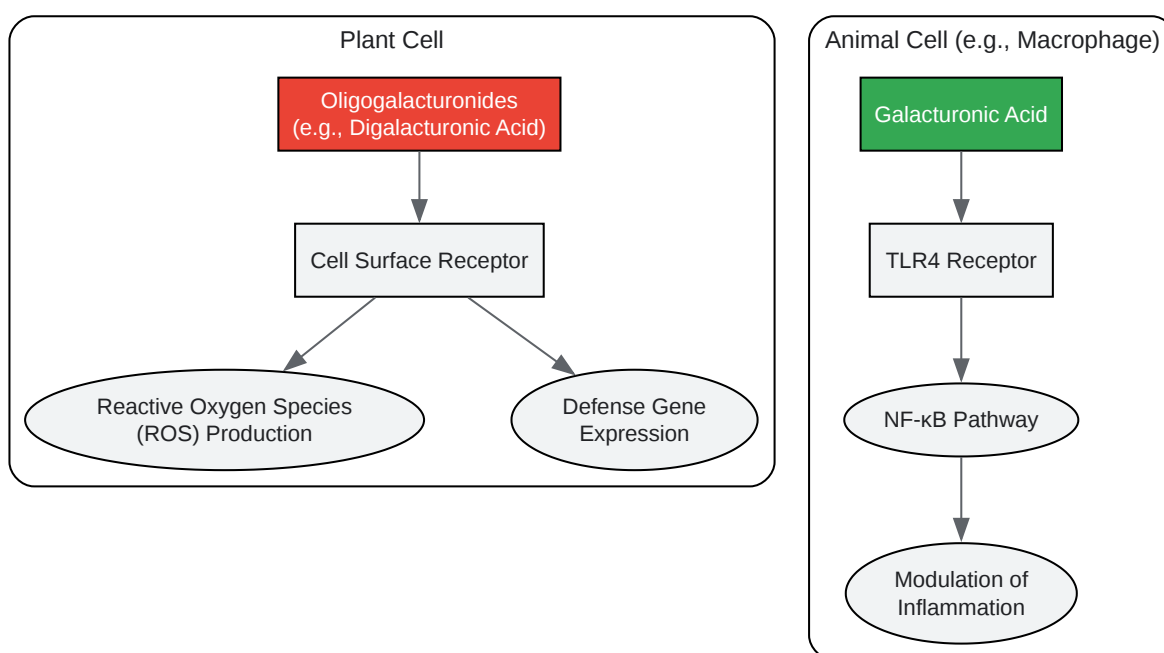 Plant Cell
Oligogalacturonides
(e.g., Digalacturonic Acid)
Cell Surface Receptor
Reactive Oxygen Species
(ROS) Production
Defense Gene
Expression
Animal Cell (e.g., Macrophage)
Galacturonic Acid
TLR4 Receptor
NF-κB Pathway
Modulation of
Inflammation